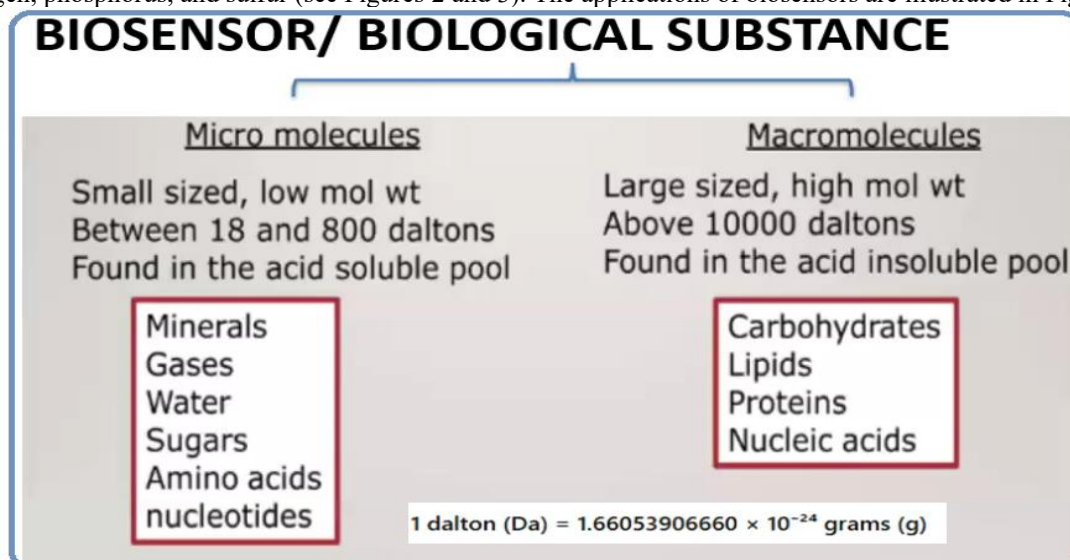 gen, phosphorus, and sulfur (see Figures 2 and 3). The applications of biosensors are illustrated in Fig
BIOSENSOR/ BIOLOGICAL SUBSTANCE
Micro molecules
Small sized, low mol wt
Between 18 and 800 daltons
Found in the acid soluble pool
Minerals
Gases
Water
Sugars
Amino acids
nucleotides
Macromolecules
Large sized, high mol wt
Above 10000 daltons
Found in the acid insoluble pool
Carbohydrates
Lipids
Proteins
Nucleic acids
1 dalton (Da) = 1.66053906660 × 10⁻²⁴ grams (g)